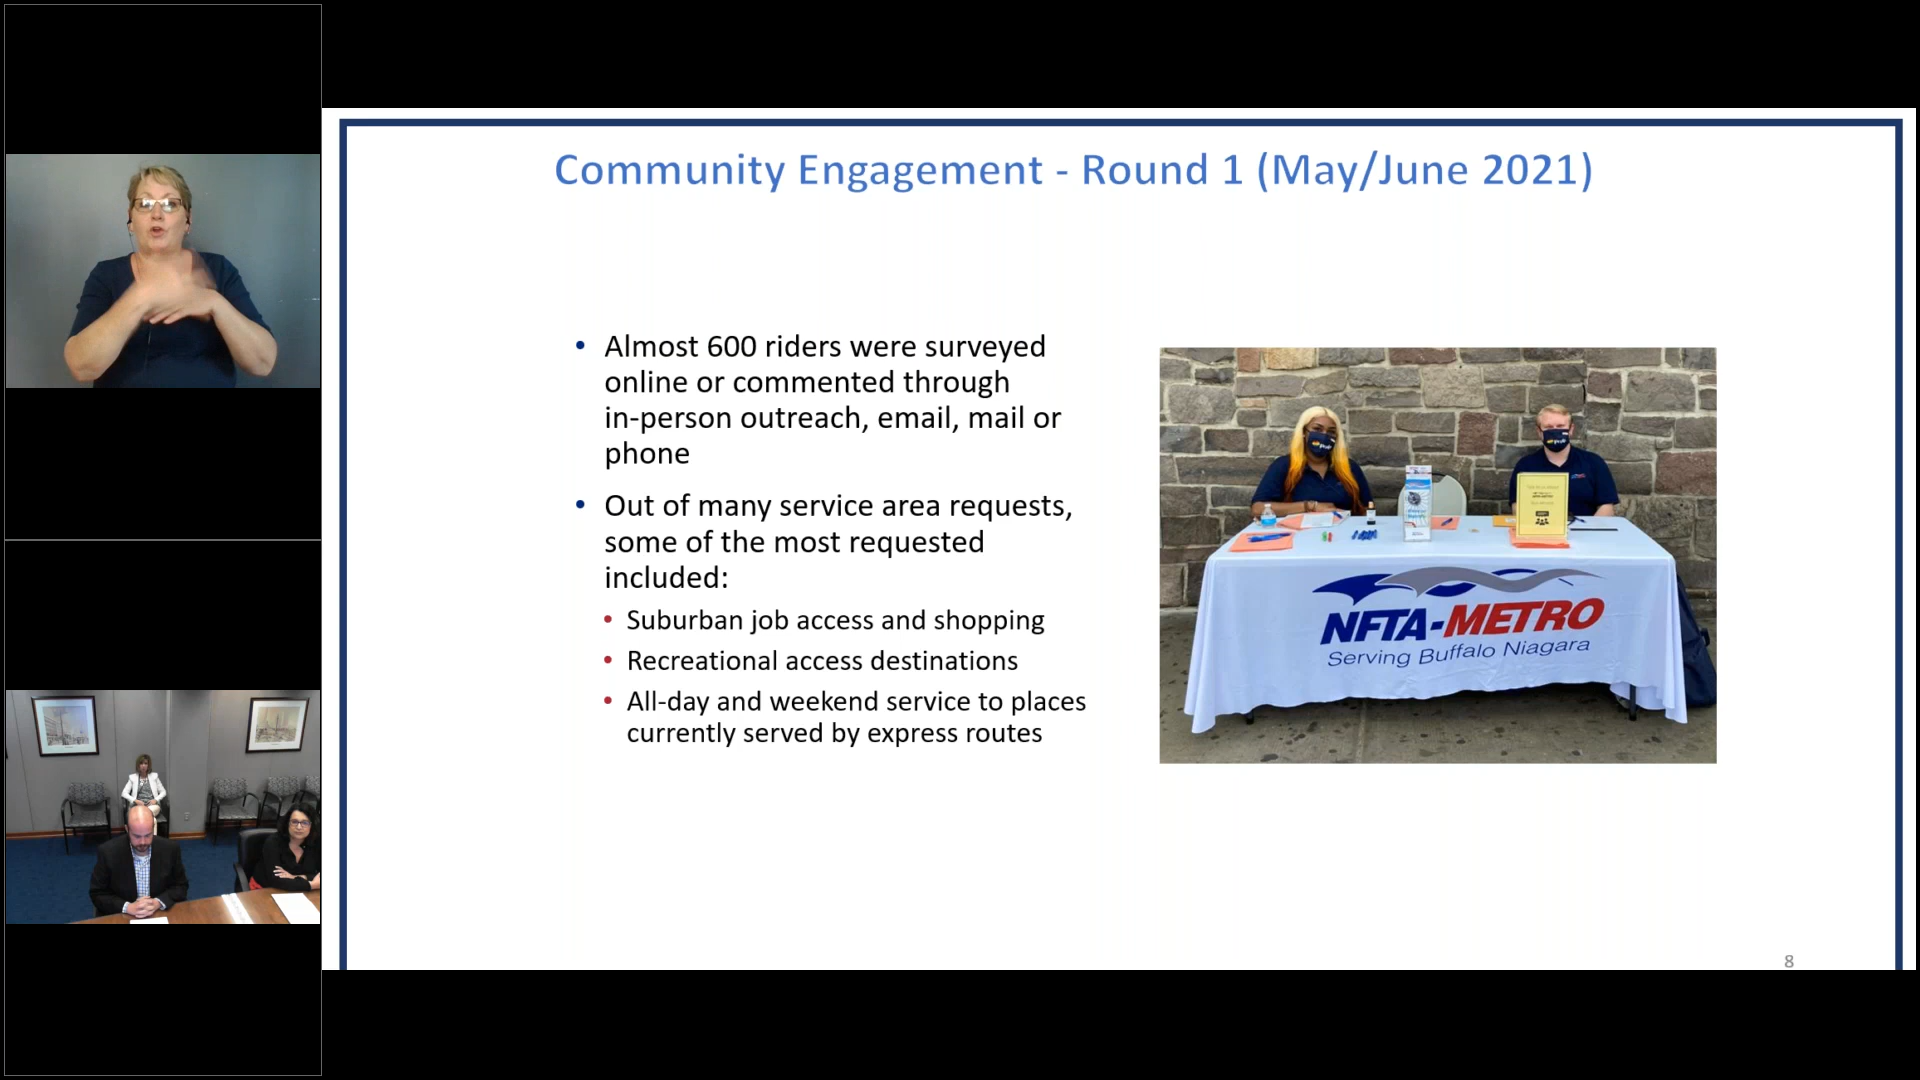 Community Engagement - Round 1 (May/June 2021)
• Almost 600 riders were surveyed
online or commented through
in-person outreach, email, mail or
phone
• Out of many service area requests,
some of the most requested
included:
• Suburban job access and shopping
• Recreational access destinations
• All-day and weekend service to places
currently served by express routes
NFTA-METRO
Serving Buffalo Niagara
8